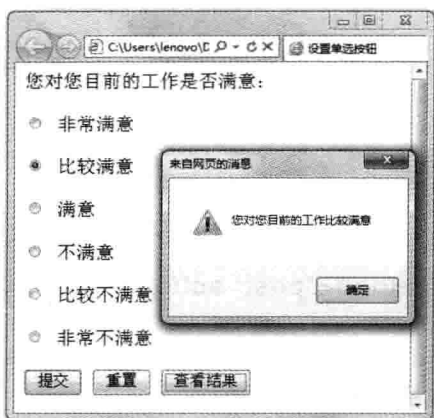 C:\Users\lenovo\D
设置单选按钮
您对您目前的工作是否满意：
非常满意
比较满意
满意
不满意
比较不满意
非常不满意
提交 重置 查看结果
来自网页的消息
您对您目前的工作比较满意
确定